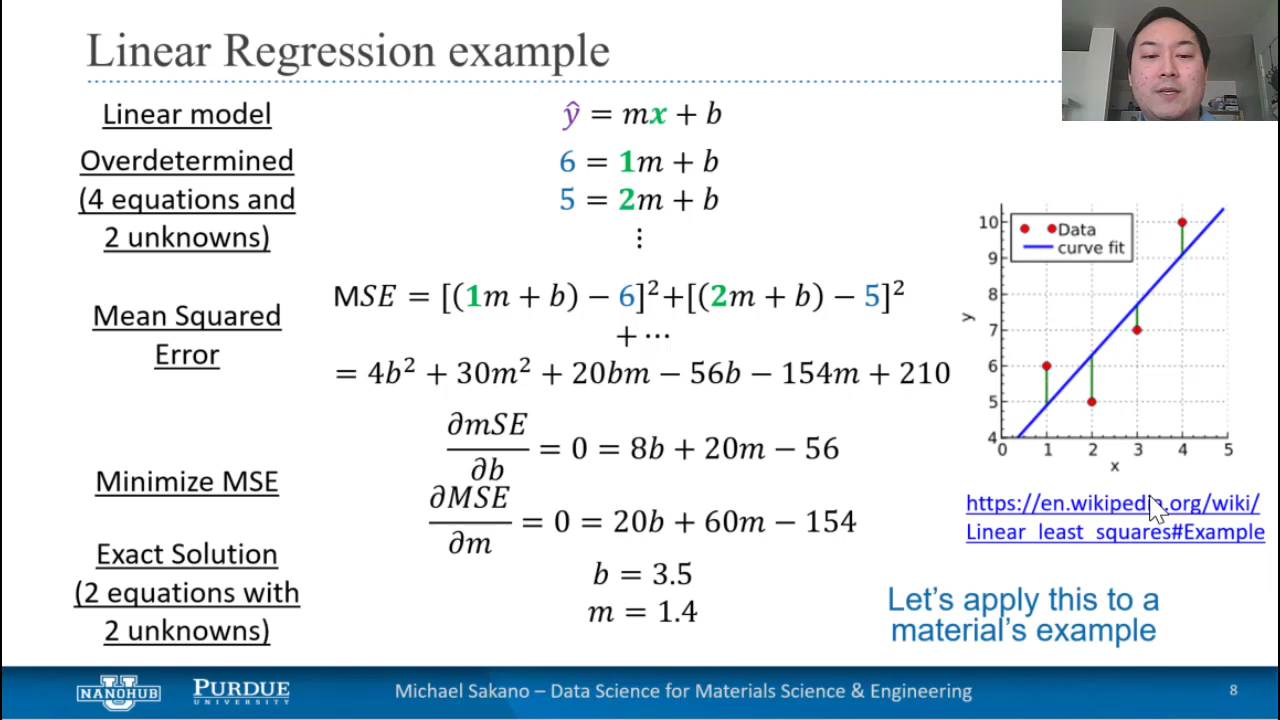 Linear Regression example
Linear model
ŷ = mx + b
Overdetermined
(4 equations and
2 unknowns)
6 = 1m + b
5 = 2m + b
⋮
Mean Squared
Error
MSE = [(1m + b) − 6]²+[(2m + b) − 5]²
+ ⋯
= 4b² + 30m² + 20bm − 56b − 154m + 210
Minimize MSE
∂mSE/∂b = 0 = 8b + 20m − 56
∂MSE/∂m = 0 = 20b + 60m − 154
Exact Solution
(2 equations with
2 unknowns)
b = 3.5
m = 1.4
Data
curve fit
10
9
8
7
6
5
4
y
0 1 2 3 4 5
x
https://en.wikipedia.org/wiki/
Linear_least_squares#Example
Let's apply this to a
material's example
NANOHUB
PURDUE
UNIVERSITY
Michael Sakano – Data Science for Materials Science & Engineering
8